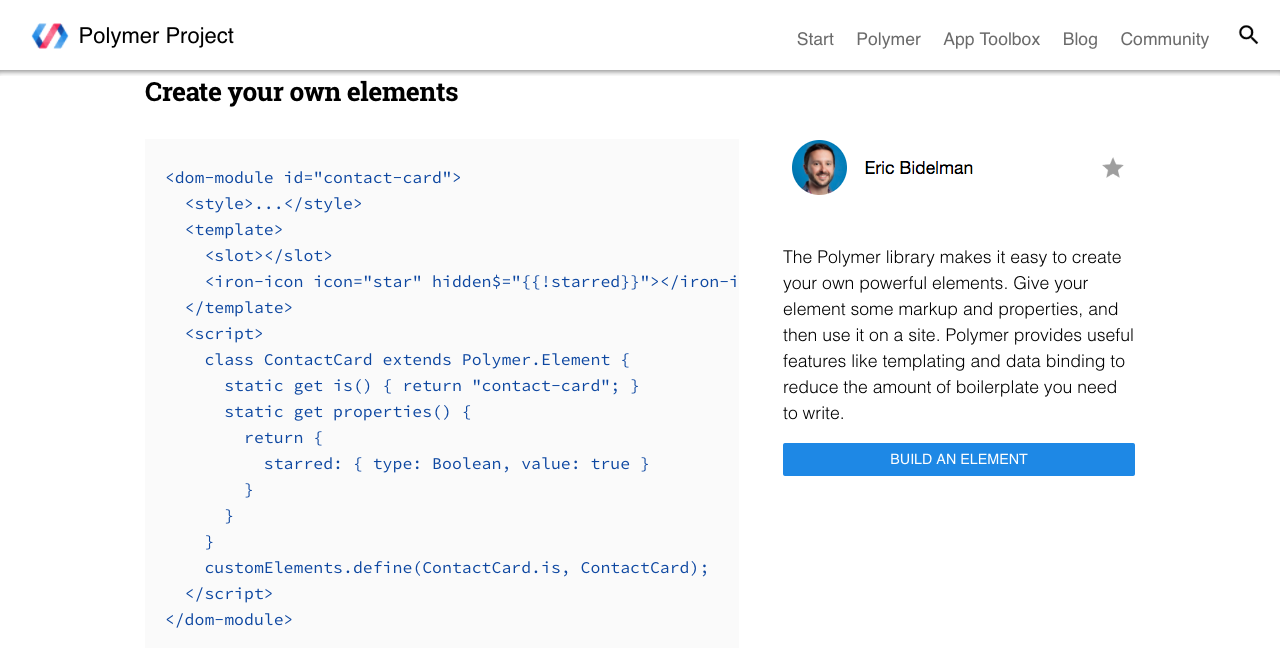 Polymer Project
Start Polymer App Toolbox Blog Community
Create your own elements
<dom-module id="contact-card">
  <style>...</style>
  <template>
    <slot></slot>
    <iron-icon icon="star" hidden$="{{!starred}}"></iron-i
  </template>
  <script>
    class ContactCard extends Polymer.Element {
      static get is() { return "contact-card"; }
      static get properties() {
        return {
          starred: { type: Boolean, value: true }
        }
      }
    }
    customElements.define(ContactCard.is, ContactCard);
  </script>
</dom-module>
Eric Bidelman
The Polymer library makes it easy to create
your own powerful elements. Give your
element some markup and properties, and
then use it on a site. Polymer provides useful
features like templating and data binding to
reduce the amount of boilerplate you need
to write.
BUILD AN ELEMENT